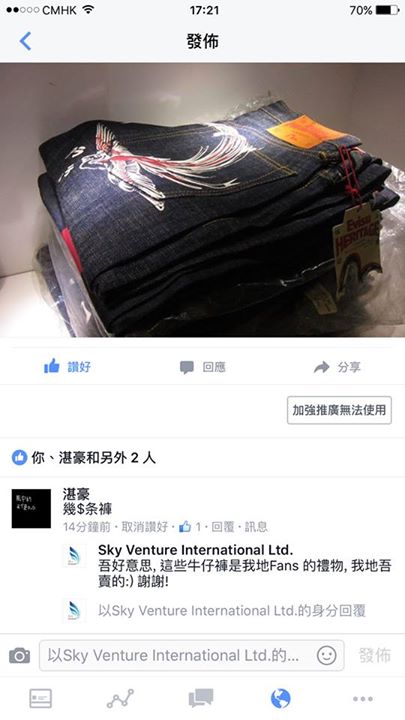 CMHK
17:21
70%
發佈
Evisu
HERITAGE
讚好
回應
分享
加強推廣無法使用
你、湛豪和另外 2 人
湛豪
幾$条褲
14分鐘前・取消讚好・1・回覆・訊息
Sky Venture International Ltd.
吾好意思, 這些牛仔褲是我地Fans 的禮物, 我地吾
賣的:) 謝謝!
以Sky Venture International Ltd.的身分回覆
以Sky Venture International Ltd.的...
發佈